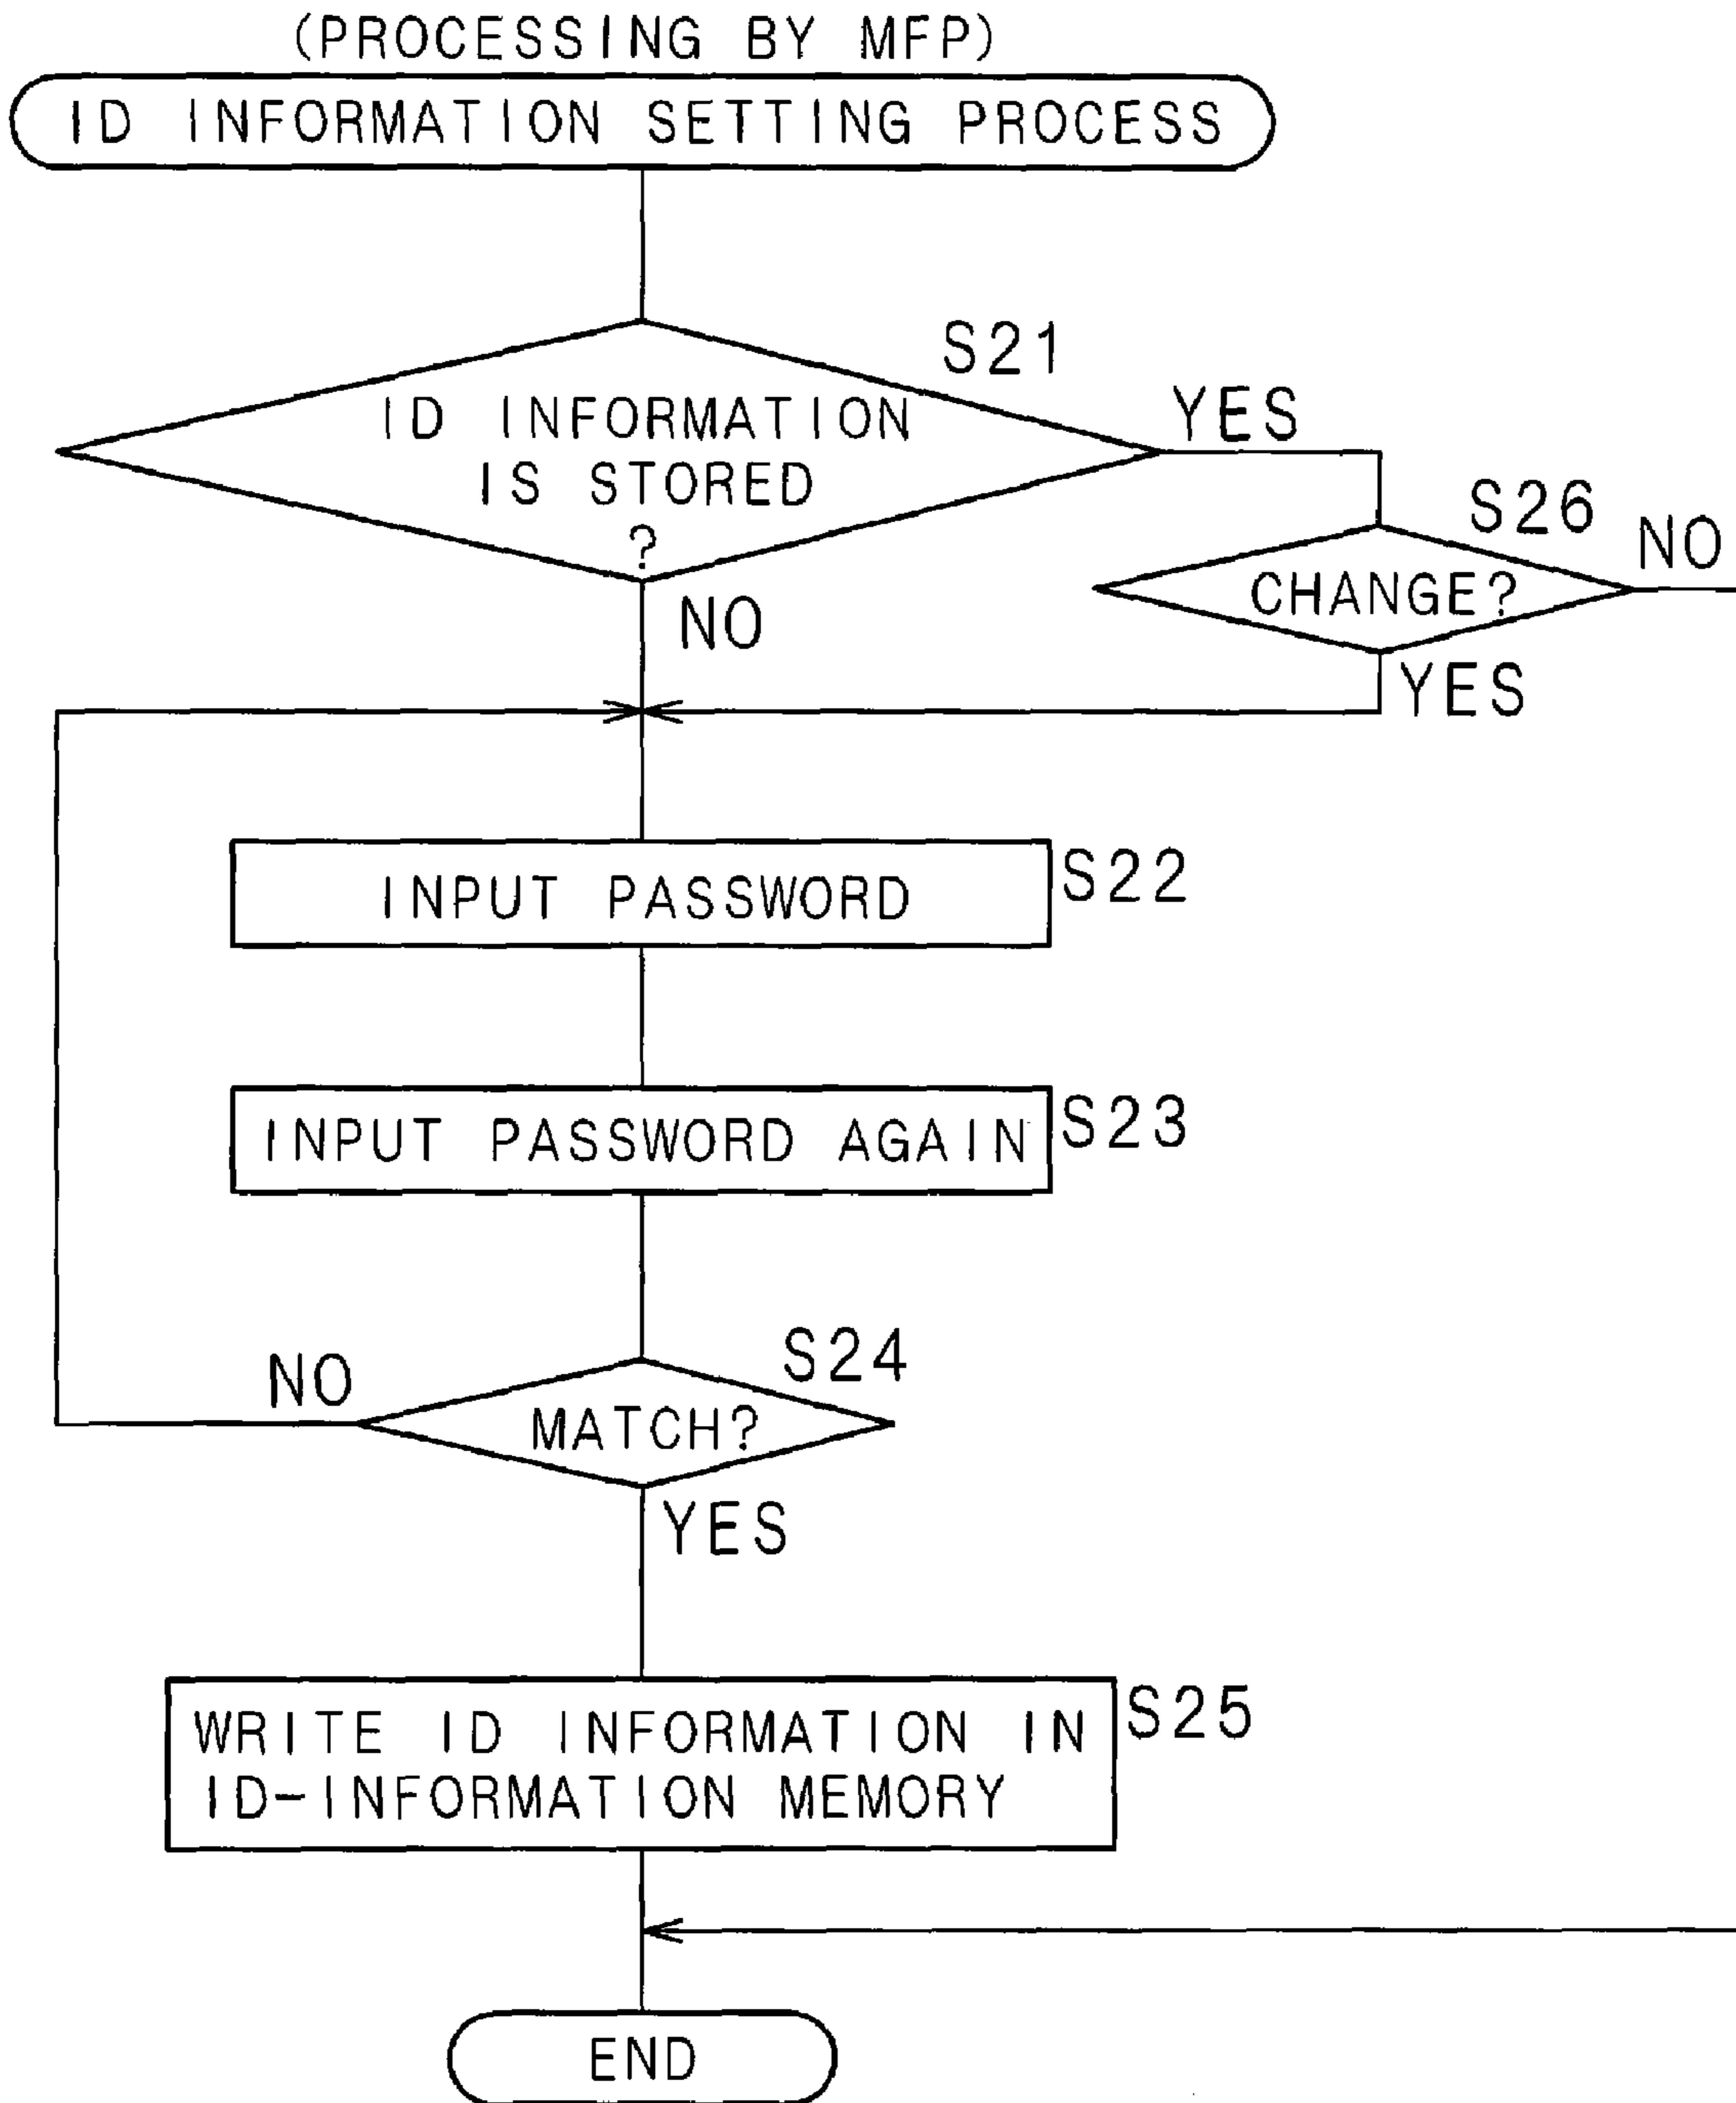 (PROCESSING BY MFP)
ID INFORMATION SETTING PROCESS
S21
ID INFORMATION
IS STORED
?
YES
NO
S26
CHANGE?
NO
YES
INPUT PASSWORD
S22
INPUT PASSWORD AGAIN
S23
S24
NO
MATCH?
YES
WRITE ID INFORMATION IN
ID-INFORMATION MEMORY
S25
END